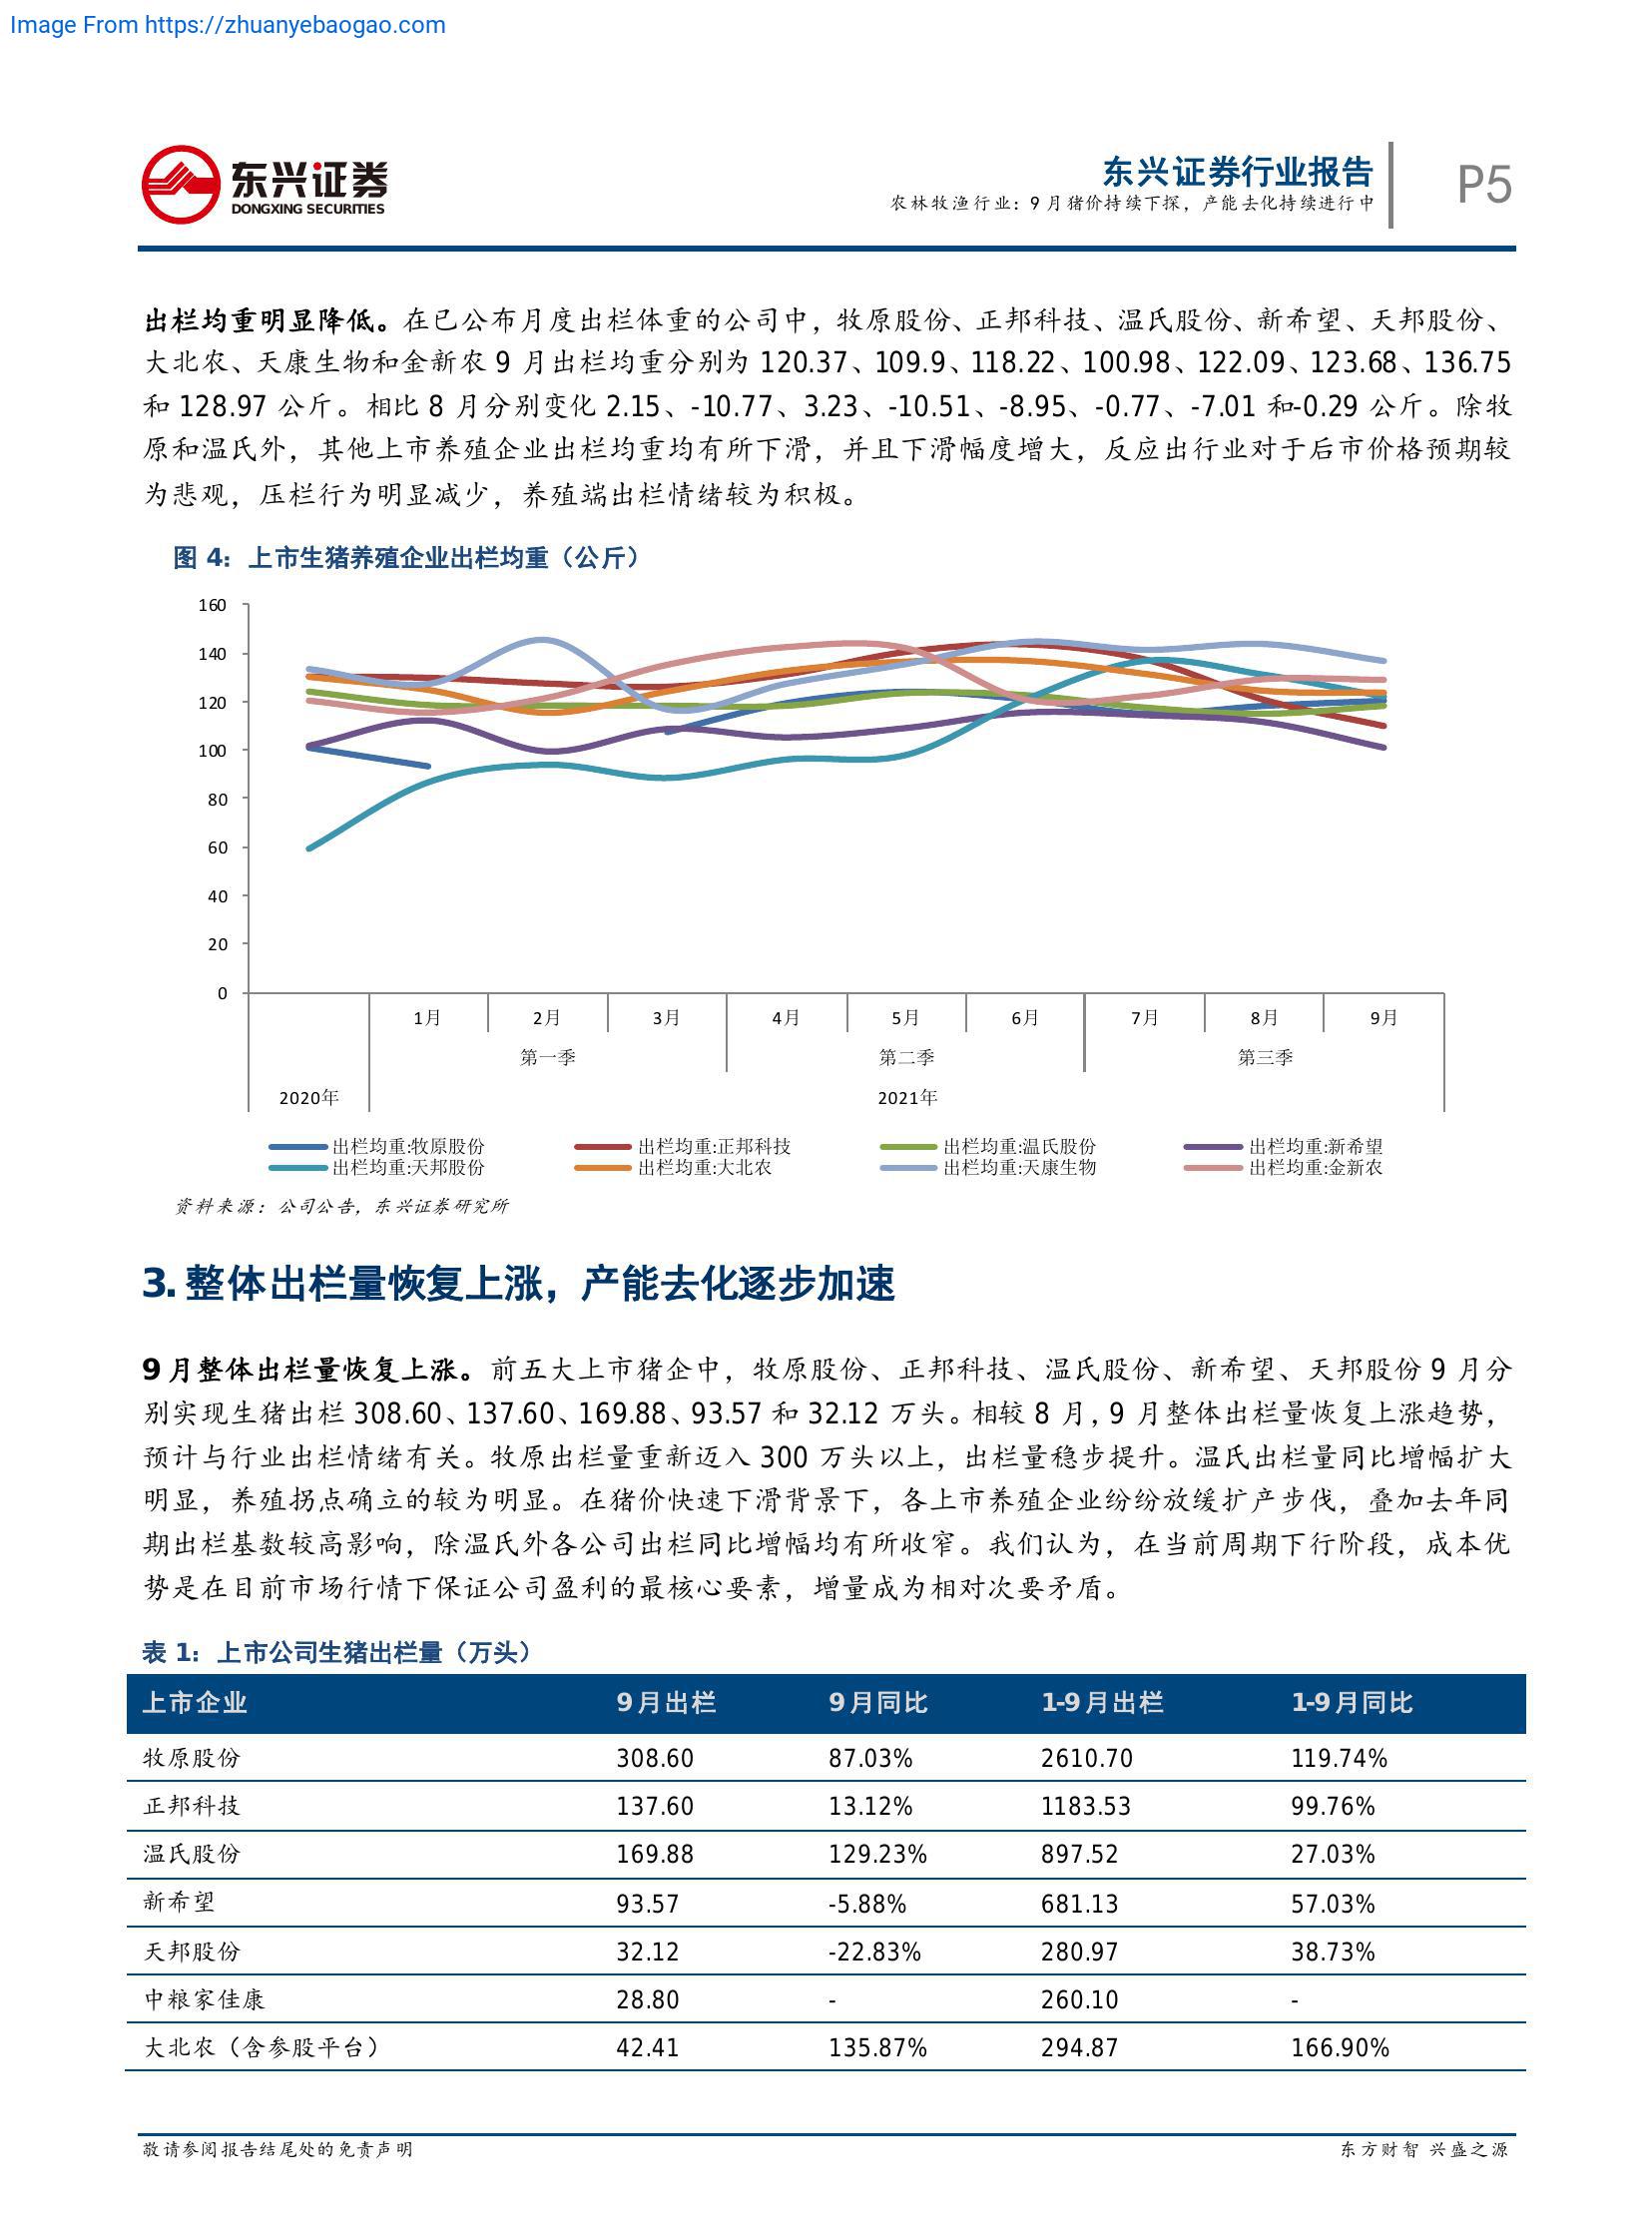 Image From https://zhuanyebaogao.com
东兴证券
DONGXING SECURITIES
东兴证券行业报告
农林牧渔行业：9 月猪价持续下探，产能去化持续进行中
P5
出栏均重明显降低。在已公布月度出栏体重的公司中，牧原股份、正邦科技、温氏股份、新希望、天邦股份、
大北农、天康生物和金新农 9 月出栏均重分别为 120.37、109.9、118.22、100.98、122.09、123.68、136.75
和 128.97 公斤。相比 8 月分别变化 2.15、-10.77、3.23、-10.51、-8.95、-0.77、-7.01 和-0.29 公斤。除牧
原和温氏外，其他上市养殖企业出栏均重均有所下滑，并且下滑幅度增大，反应出行业对于后市价格预期较
为悲观，压栏行为明显减少，养殖端出栏情绪较为积极。
图 4：上市生猪养殖企业出栏均重（公斤）
160
140
120
100
80
60
40
20
0
1月 2月 3月 4月 5月 6月 7月 8月 9月
第一季 第二季 第三季
2020年 2021年
出栏均重:牧原股份 出栏均重:正邦科技 出栏均重:温氏股份 出栏均重:新希望
出栏均重:天邦股份 出栏均重:大北农 出栏均重:天康生物 出栏均重:金新农
资料来源：公司公告，东兴证券研究所
3. 整体出栏量恢复上涨，产能去化逐步加速
9 月整体出栏量恢复上涨。前五大上市猪企中，牧原股份、正邦科技、温氏股份、新希望、天邦股份 9 月分
别实现生猪出栏 308.60、137.60、169.88、93.57 和 32.12 万头。相较 8 月，9 月整体出栏量恢复上涨趋势，
预计与行业出栏情绪有关。牧原出栏量重新迈入 300 万头以上，出栏量稳步提升。温氏出栏量同比增幅扩大
明显，养殖拐点确立的较为明显。在猪价快速下滑背景下，各上市养殖企业纷纷放缓扩产步伐，叠加去年同
期出栏基数较高影响，除温氏外各公司出栏同比增幅均有所收窄。我们认为，在当前周期下行阶段，成本优
势是在目前市场行情下保证公司盈利的最核心要素，增量成为相对次要矛盾。
表 1：上市公司生猪出栏量（万头）
上市企业 9月出栏 9月同比 1-9月出栏 1-9月同比
牧原股份 308.60 87.03% 2610.70 119.74%
正邦科技 137.60 13.12% 1183.53 99.76%
温氏股份 169.88 129.23% 897.52 27.03%
新希望 93.57 -5.88% 681.13 57.03%
天邦股份 32.12 -22.83% 280.97 38.73%
中粮家佳康 28.80 - 260.10 -
大北农（含参股平台） 42.41 135.87% 294.87 166.90%
敬请参阅报告结尾处的免责声明
东方财智 兴盛之源